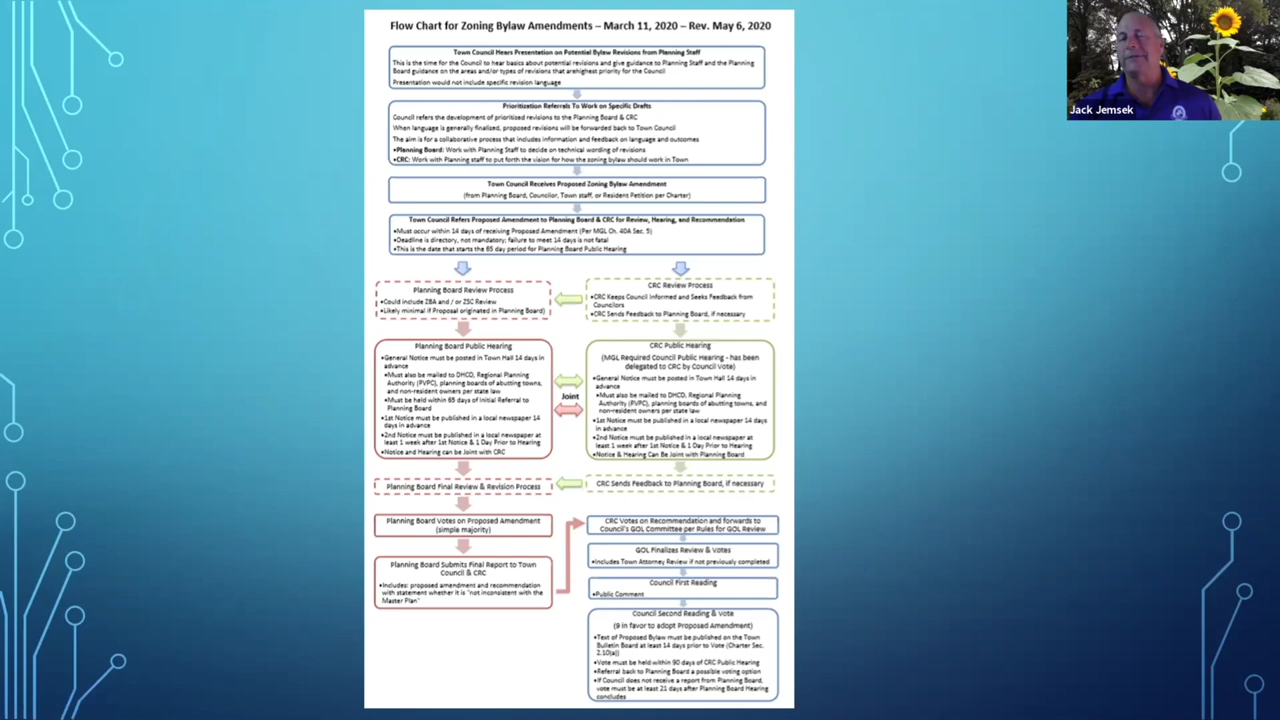 Flow Chart for Zoning Bylaw Amendments – March 11, 2020 – Rev. May 6, 2020
Town Council Hears Presentation on Potential Bylaw Revisions from Planning Staff
This is the time for the Council to hear basics about potential revisions and give guidance to Planning Staff and the Planning
Board guidance on the areas and/or types of revisions that arehighest priority for the Council
Presentation would not include specific revision language
Prioritization Referrals To Work on Specific Drafts
Council refers the development of prioritized revisions to the Planning Board & CRC
When language is generally finalized, proposed revisions will be forwarded back to Town Council
The aim is for a collaborative process that includes information and feedback on language and outcomes
•Planning Board: Work with Planning Staff to decide on technical wording of revisions
•CRC: Work with Planning staff to put forth the vision for how the zoning bylaw should work in Town
Town Council Receives Proposed Zoning Bylaw Amendment
(from Planning Board, Councilor, Town staff, or Resident Petition per Charter)
Town Council Refers Proposed Amendment to Planning Board & CRC for Review, Hearing, and Recommendation
•Must occur within 14 days of receiving Proposed Amendment (Per MGL Ch. 40A Sec. 5)
•Deadline is directory, not mandatory; failure to meet 14 days is not fatal
•This is the date that starts the 65 day period for Planning Board Public Hearing
Planning Board Review Process
•Could include ZBA and / or ZSC Review
•Likely minimal if Proposal originated in Planning Board)
CRC Review Process
•CRC Keeps Council Informed and Seeks Feedback from
Councilors
•CRC Sends Feedback to Planning Board, if necessary
Planning Board Public Hearing
•General Notice must be posted in Town Hall 14 days in
advance
•Must also be mailed to DHCD, Regional Planning
Authority (PVPC), planning boards of abutting towns,
and non-resident owners per state law
•Must be held within 65 days of Initial Referral to
Planning Board
•1st Notice must be published in a local newspaper 14
days in advance
•2nd Notice must be published in a local newspaper at
least 1 week after 1st Notice & 1 Day Prior to Hearing
•Notice and Hearing can be Joint with CRC
Joint
CRC Public Hearing
(MGL Required Council Public Hearing - has been
delegated to CRC by Council Vote)
•General Notice must be posted in Town Hall 14 days in
advance
•Must also be mailed to DHCD, Regional Planning
Authority (PVPC), planning boards of abutting towns, and
non-resident owners per state law
•1st Notice must be published in a local newspaper 14 days
in advance
•2nd Notice must be published in a local newspaper at
least 1 week after 1st Notice & 1 Day Prior to Hearing
•Notice & Hearing Can Be Joint with Planning Board
Planning Board Final Review & Revision Process
CRC Sends Feedback to Planning Board, if necessary
Planning Board Votes on Proposed Amendment
(simple majority)
Planning Board Submits Final Report to Town
Council & CRC
•Includes: proposed amendment and recommendation
with statement whether it is "not inconsistent with the
Master Plan"
CRC Votes on Recommendation and forwards to
Council's GOL Committee per Rules for GOL Review
GOL Finalizes Review & Votes
•Includes Town Attorney Review if not previously completed
Council First Reading
•Public Comment
Council Second Reading & Vote
(9 in favor to adopt Proposed Amendment)
•Text of Proposed Bylaw must be published on the Town
Bulletin Board at least 14 days prior to Vote (Charter Sec.
2.10(a))
•Vote must be held within 90 days of CRC Public Hearing
•Referral back to Planning Board a possible voting option
•If Council does not receive a report from Planning Board,
vote must be at least 21 days after Planning Board Hearing
concludes
Jack Jemsek